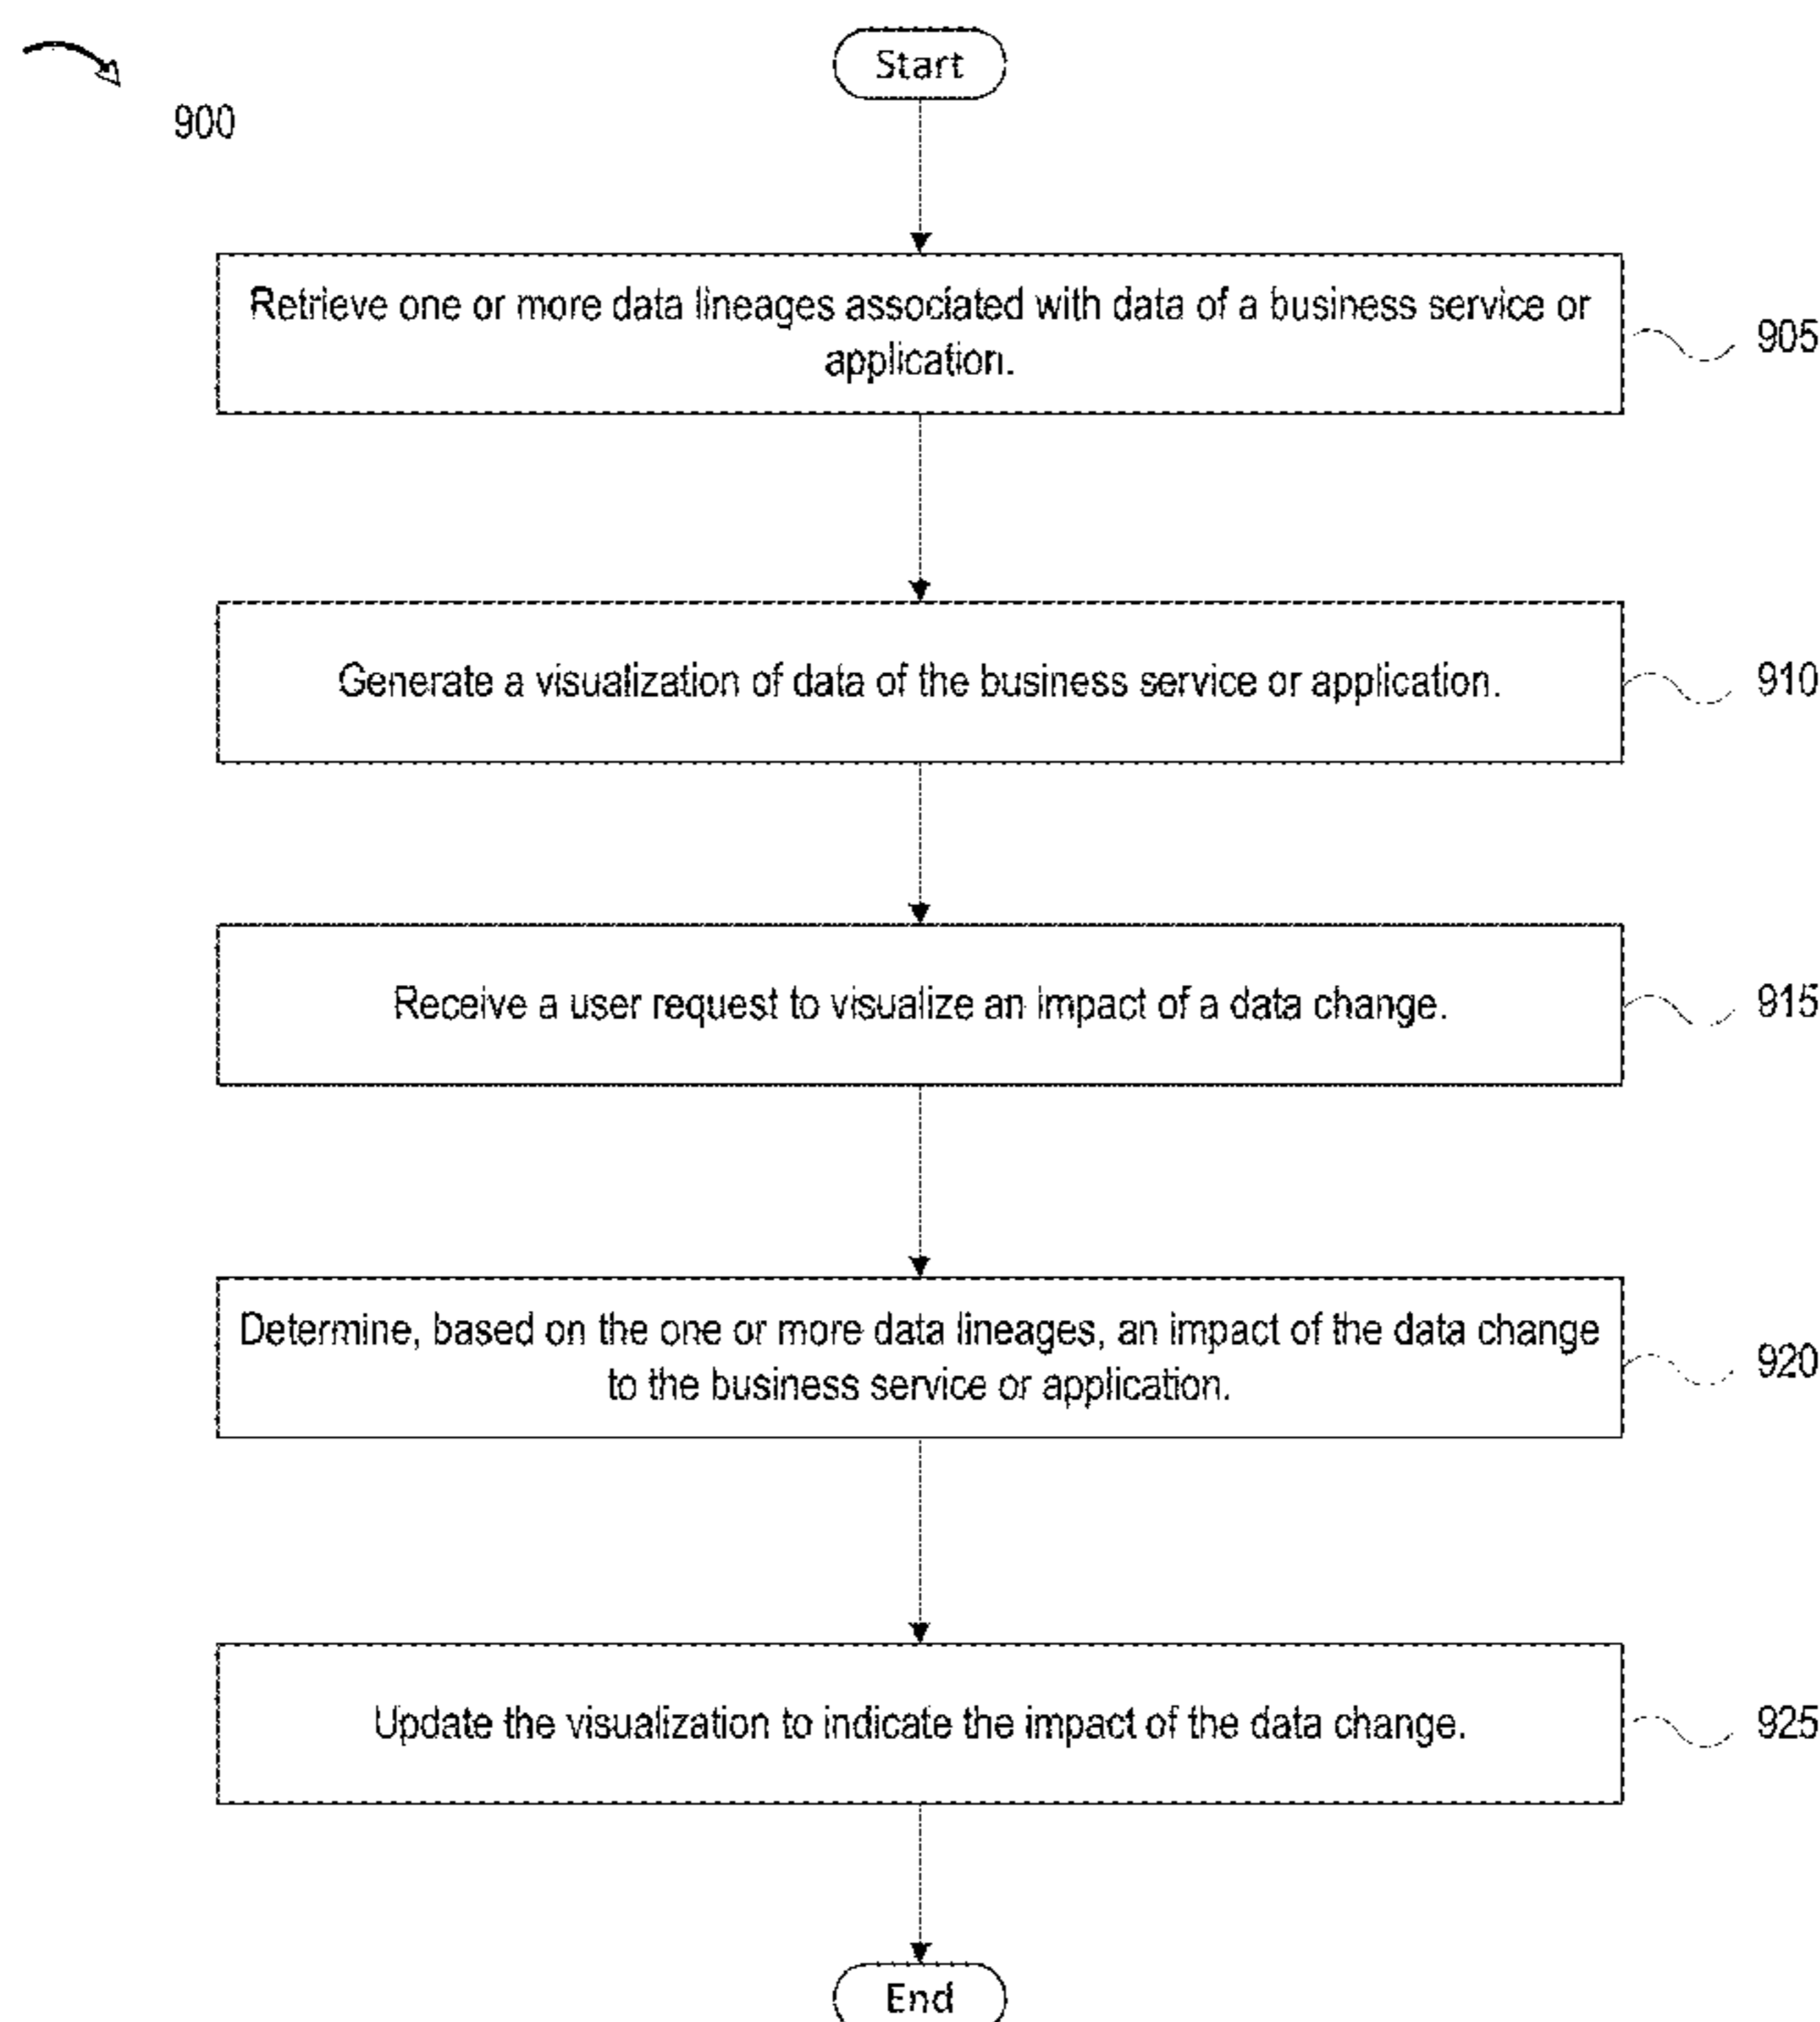 Start
900
Retrieve one or more data lineages associated with data of a business service or
application.
905
Generate a visualization of data of the business service or application.
910
Receive a user request to visualize an impact of a data change.
915
Determine, based on the one or more data lineages, an impact of the data change
to the business service or application.
920
Update the visualization to indicate the impact of the data change.
925
End